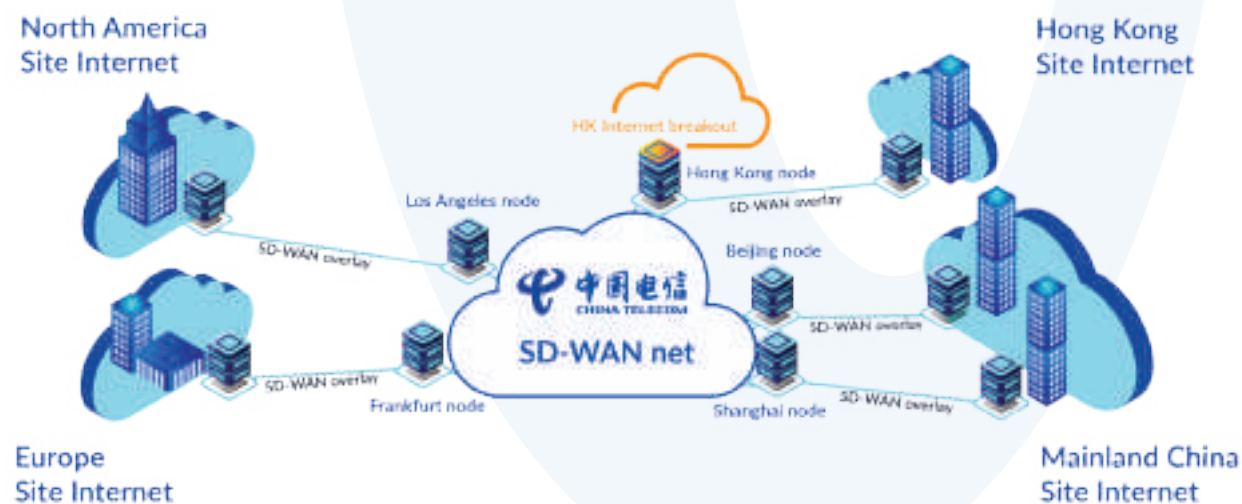 North America
Site Internet
Hong Kong
Site Internet
HK Internet breakout
Hong Kong node
SD-WAN overlay
Los Angeles node
SD-WAN overlay
Beijing node
中国电信
CHINA TELECOM
SD-WAN net
SD-WAN overlay
SD-WAN overlay
Frankfurt node
Shanghai node
SD-WAN overlay
Europe
Site Internet
Mainland China
Site Internet